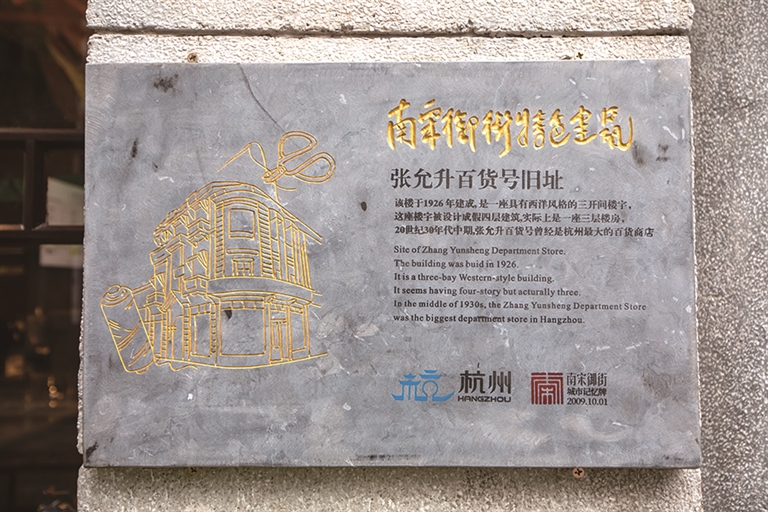 南宋御街特色建筑
张允升百货号旧址
该楼于1926年建成,是一座具有西洋风格的三开间楼宇,
这座楼宇被设计成假四层建筑,实际上是一座三层楼房,
20世纪30年代中期,张允升百货号曾经是杭州最大的百货商店
Site of Zhang Yunsheng Department Store.
The building was buid in 1926.
It is a three-bay Western-style building.
It seems having four-story but acturally three.
In the middle of 1930s, the Zhang Yunsheng Department Store
was the biggest department store in Hangzhou.
杭州
HANGZHOU
南宋御街
城市记忆牌
2009.10.01